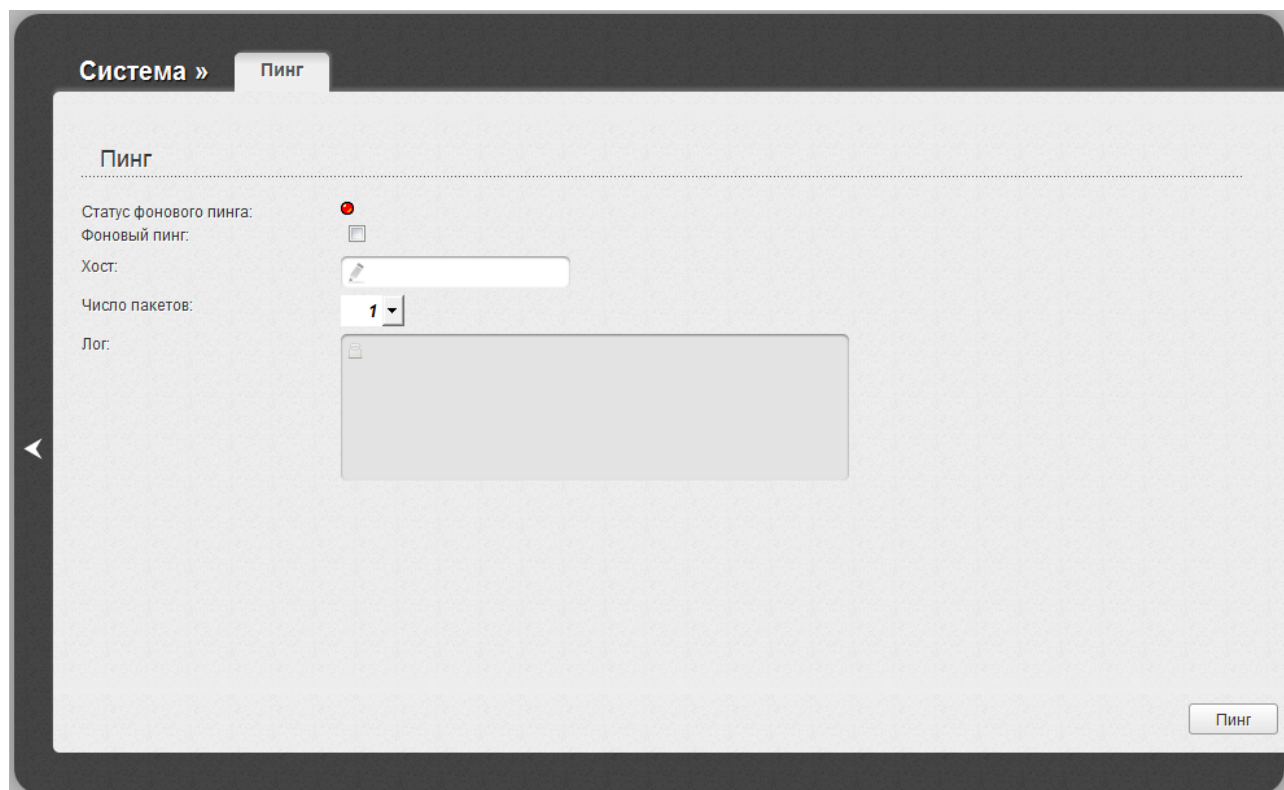 Система » Пинг
Пинг
Статус фонового пинга:
Фоновый пинг:
Хост:
Число пакетов: 1
Лог:
Пинг